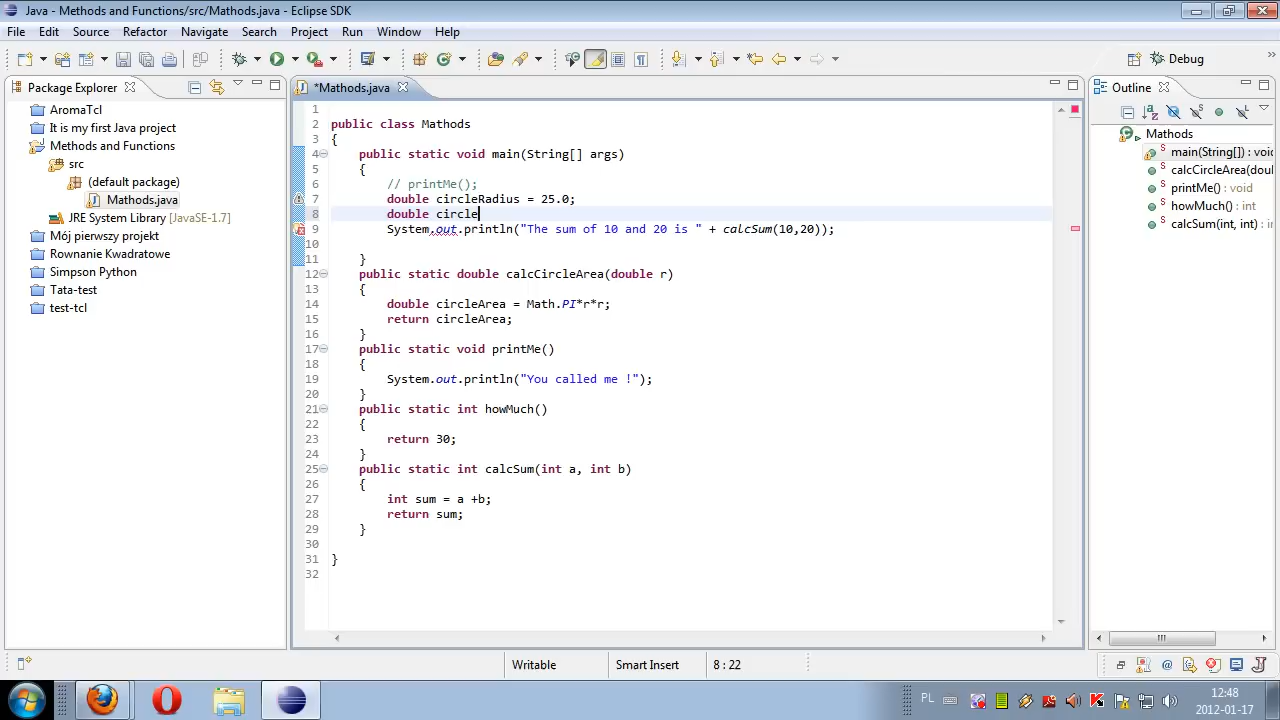 Java - Methods and Functions/src/Mathods.java - Eclipse SDK
File Edit Source Refactor Navigate Search Project Run Window Help
Debug
Package Explorer
AromaTcl
It is my first Java project
Methods and Functions
src
(default package)
Mathods.java
JRE System Library [JavaSE-1.7]
Mój pierwszy projekt
Rownanie Kwadratowe
Simpson Python
Tata-test
test-tcl
*Mathods.java
1
2 public class Mathods
3 {
4 public static void main(String[] args)
5 {
6 // printMe();
7 double circleRadius = 25.0;
8 double circle
9 System.out.println("The sum of 10 and 20 is " + calcSum(10,20));
10
11 }
12 public static double calcCircleArea(double r)
13 {
14 double circleArea = Math.PI*r*r;
15 return circleArea;
16 }
17 public static void printMe()
18 {
19 System.out.println("You called me !");
20 }
21 public static int howMuch()
22 {
23 return 30;
24 }
25 public static int calcSum(int a, int b)
26 {
27 int sum = a +b;
28 return sum;
29 }
30
31 }
32
Outline
Mathods
main(String[]) : voi
calcCircleArea(doul
printMe() : void
howMuch() : int
calcSum(int, int) : d
Writable Smart Insert 8 : 22
PL
12:48
2012-01-17